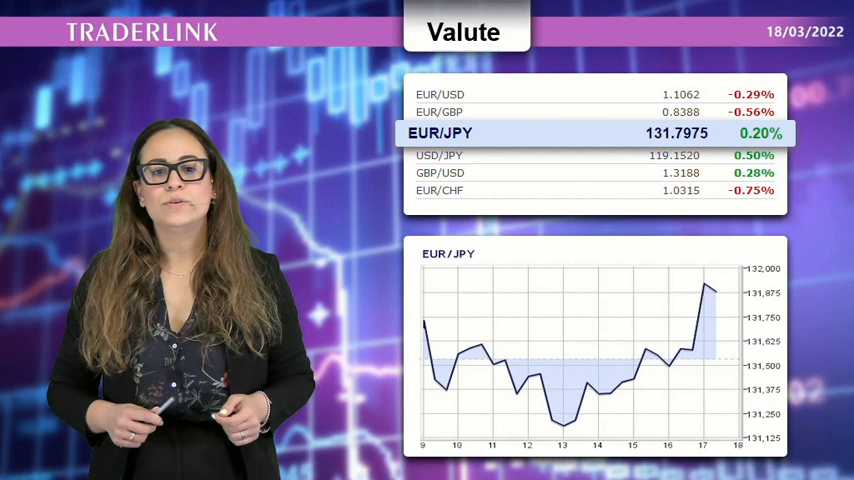 TRADERLINK
Valute
18/03/2022
EUR/USD 1.1062 -0.29%
EUR/GBP 0.8388 -0.56%
EUR/JPY 131.7975 0.20%
USD/JPY 119.1520 0.50%
GBP/USD 1.3188 0.28%
EUR/CHF 1.0315 -0.75%
EUR/JPY
132,000
131,875
131,750
131,625
131,500
131,375
131,250
131,125
9 10 11 12 13 14 15 16 17 18